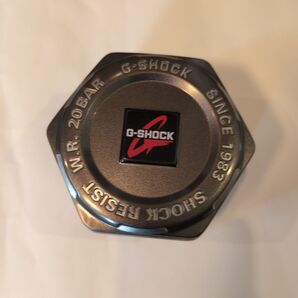 G-SHOCK
SINCE 1983
SHOCK RESIST
W.R. 20BAR
G-SHOCK